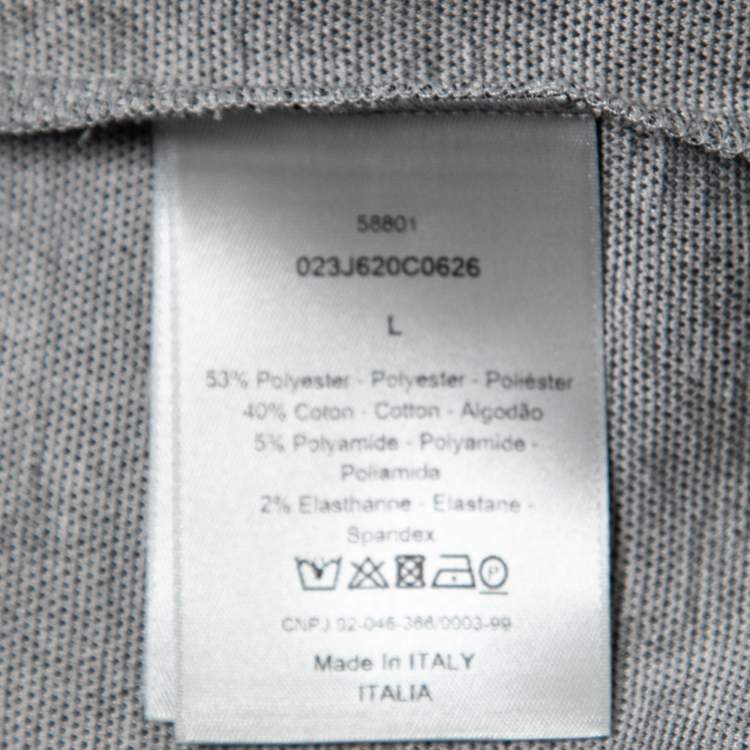 58801
023J620C0626
L
53% Polyester - Polyester - Poliéster
40% Coton - Cotton - Algodão
5% Polyamide - Polyamide -
Poliamida
2% Elasthanne - Elastane -
Spandex
P
CNPJ 02-046-366/0003-99
Made In ITALY
ITALIA